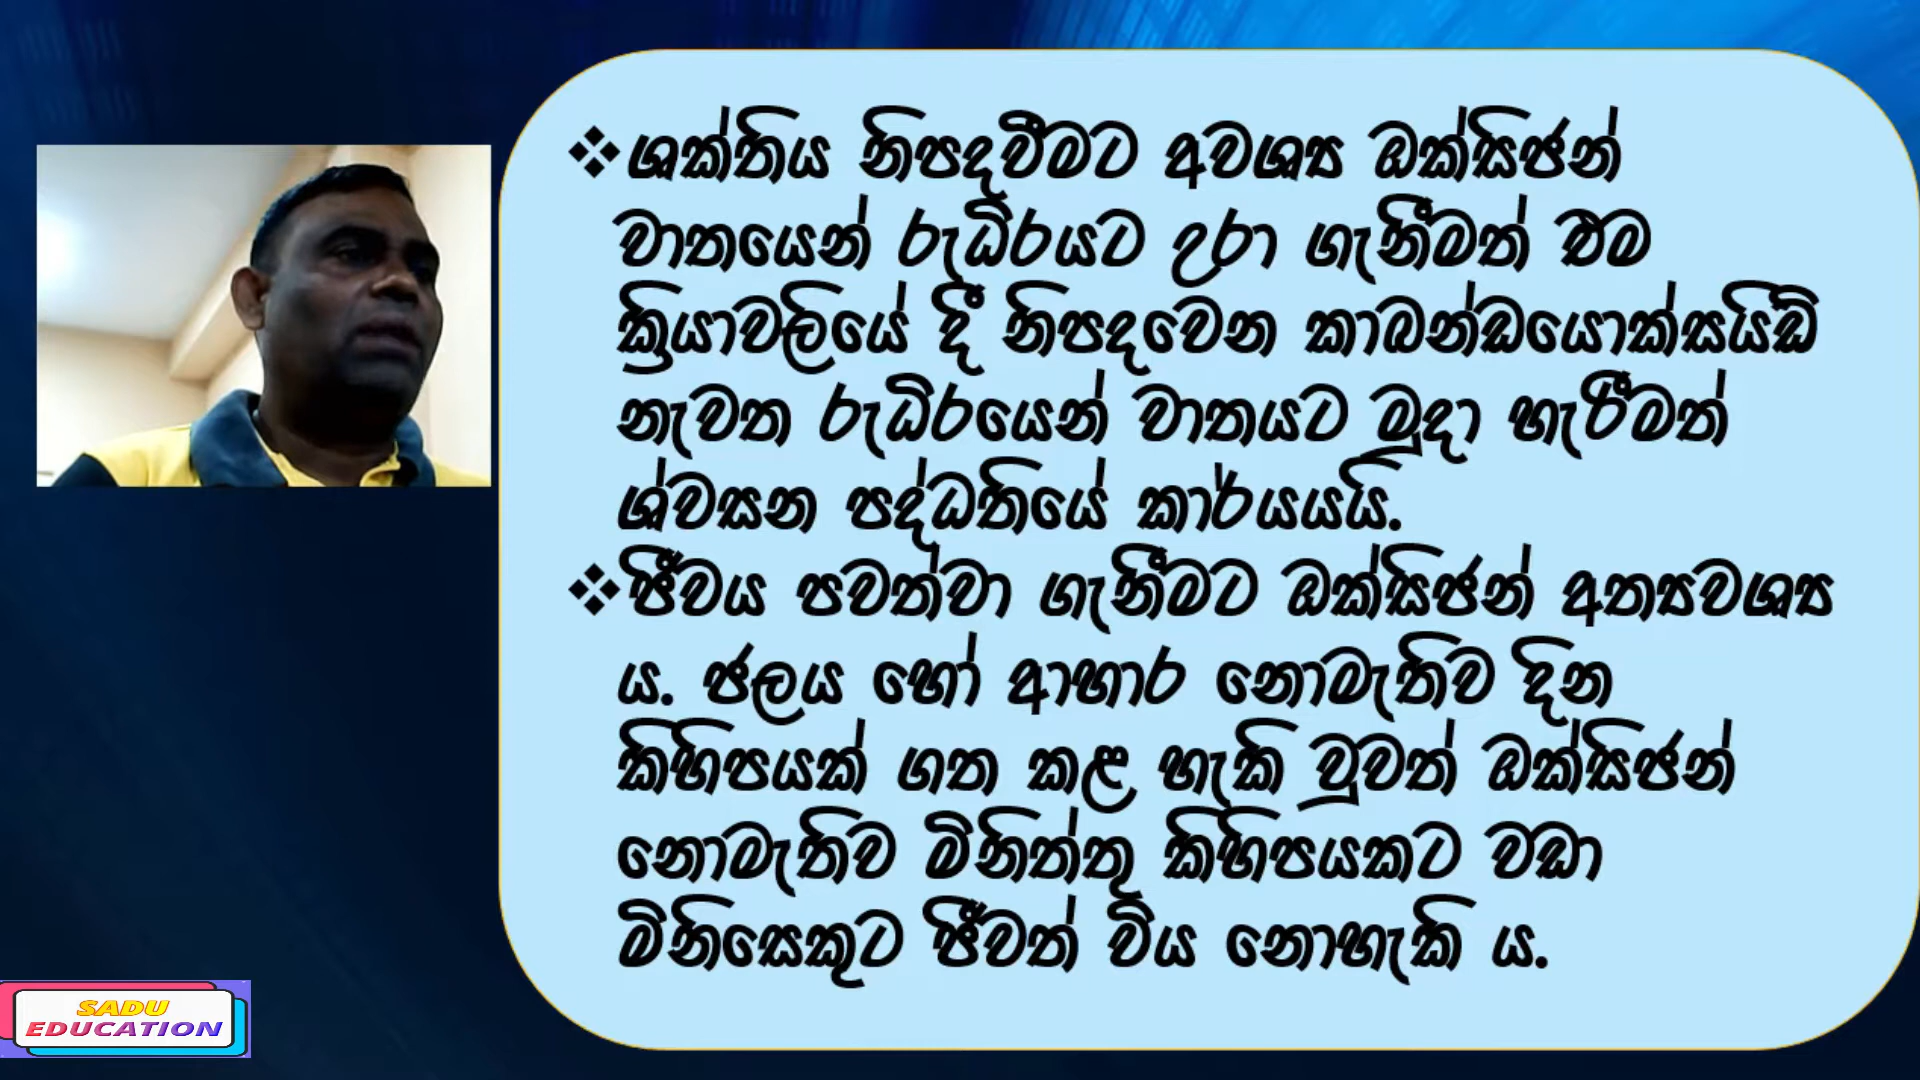 ❖ශක්තිය නිපදවීමට අවශ්‍ය ඔක්සිජන්
වාතයෙන් රුධිරයට උරා ගැනීමත් එම
ක්‍රියාවලියේ දී නිපදවෙන කාබන්ඩයොක්සයිඩ්
නැවත රුධිරයෙන් වාතයට මුදා හැරීමත්
ශ්වසන පද්ධතියේ කාර්යයයි.
❖ජීවය පවත්වා ගැනීමට ඔක්සිජන් අත්‍යවශ්‍ය
ය. ජලය හෝ ආහාර නොමැතිව දින
කිහිපයක් ගත කළ හැකි වුවත් ඔක්සිජන්
නොමැතිව මිනිත්තු කිහිපයකට වඩා
මිනිසෙකුට ජීවත් විය නොහැකි ය.
SADU
EDUCATION